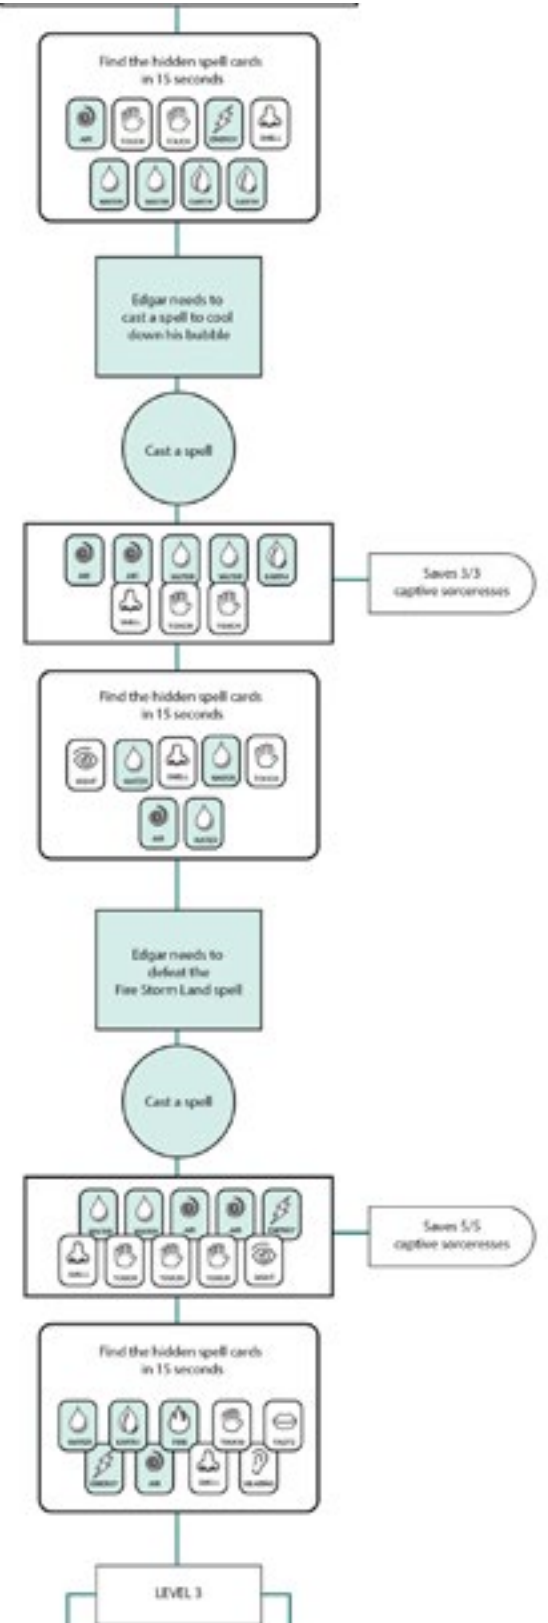 Find the hidden spell cards
in 15 seconds
AIR TOUCH TOUCH ENERGY SMELL
WATER WATER EARTH EARTH
Edgar needs to
cast a spell to cool
down his bubble
Cast a spell
AIR AIR WATER WATER EARTH
SMELL TOUCH TOUCH
Saves 3/3
captive sorceresses
Find the hidden spell cards
in 15 seconds
SIGHT WATER SMELL WATER TOUCH
AIR WATER
Edgar needs to
defeat the
Fire Storm Land spell
Cast a spell
WATER WATER AIR AIR ENERGY
SMELL TOUCH TOUCH TOUCH SIGHT
Saves 5/5
captive sorceresses
Find the hidden spell cards
in 15 seconds
WATER EARTH FIRE TOUCH TASTE
ENERGY AIR SMELL HEARING
LEVEL 3